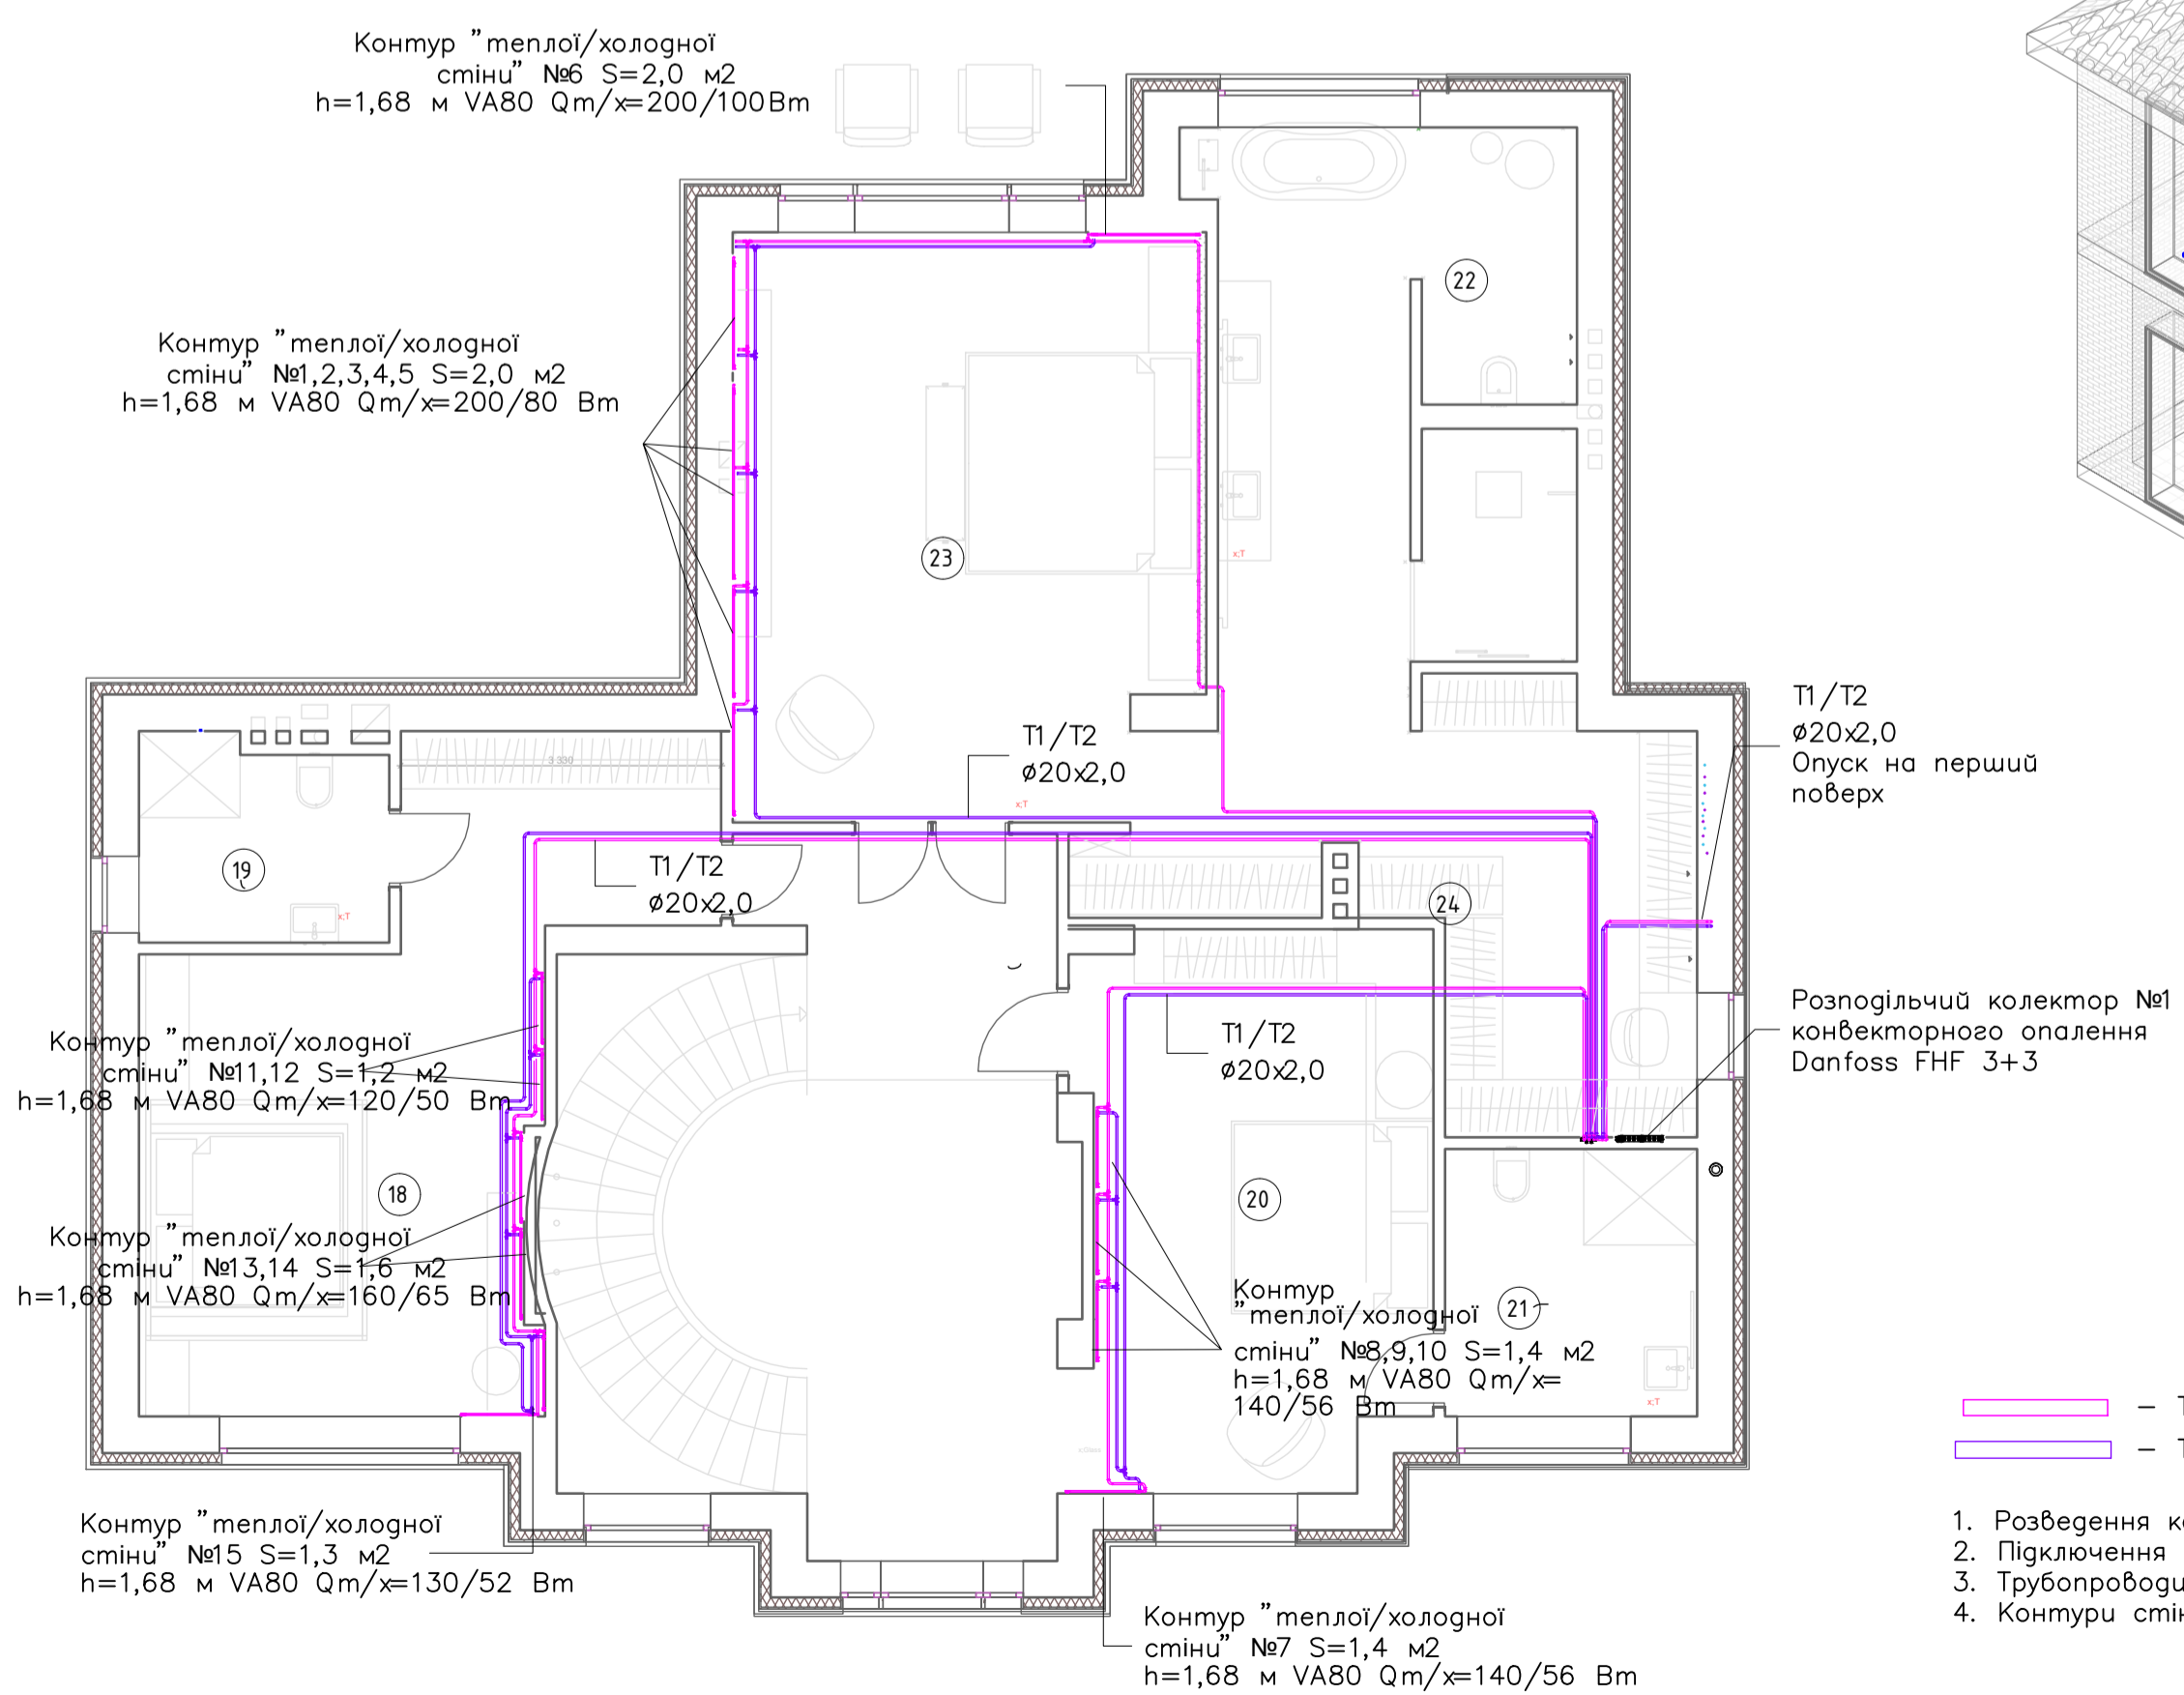 Контур "теплої/холодної
стіни" №6 S=2,0 м2
h=1,68 м VA80 Qт/х=200/100Вт
22
Контур "теплої/холодної
стіни" №1,2,3,4,5 S=2,0 м2
h=1,68 м VA80 Qт/х=200/80 Вт
23
х;Т
T1/T2
ø20x2,0
Опуск на перший
поверх
T1/T2
ø20x2,0
3 330
х;Т
19
T1/T2
ø20x2,0
х;Т
24
Розподільчий колектор №1
конвекторного опалення
Danfoss FHF 3+3
T1/T2
ø20x2,0
Контур "теплої/холодної
стіни" №11,12 S=1,2 м2
h=1,68 м VA80 Qт/х=120/50 Вт
18
20
Контур "теплої/холодної
стіни" №13,14 S=1,6 м2
h=1,68 м VA80 Qт/х=160/65 Вт
21
Контур
"теплої/холодної
стіни" №8,9,10 S=1,4 м2
h=1,68 м VA80 Qт/х=
140/56 Вт
х;Т
– Т
– Т
Контур "теплої/холодної
стіни" №15 S=1,3 м2
h=1,68 м VA80 Qт/х=130/52 Вт
1. Розведення к
2. Підключення
3. Трубопроводи
4. Контури стін
Контур "теплої/холодної
стіни" №7 S=1,4 м2
h=1,68 м VA80 Qт/х=140/56 Вт